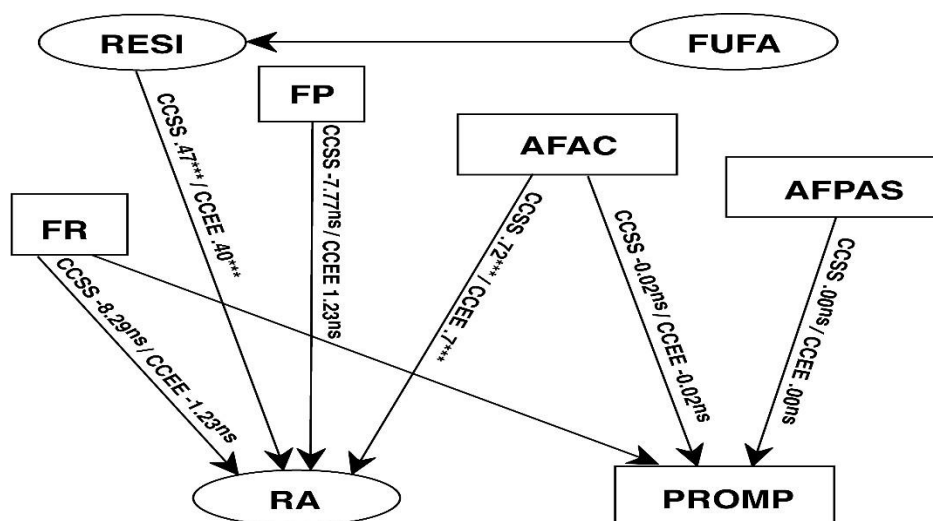 RESI
FUFA
FP
AFAC
AFPAS
FR
CCSS .47*** / CCEE .40***
CCSS -7.77ns / CCEE 1.23ns
CCSS .72*** / CCEE .7***
CCSS -0.02ns / CCEE -0.02ns
CCSS .00ns / CCEE .00ns
CCSS -8.29ns / CCEE -1.23ns
RA
PROMP